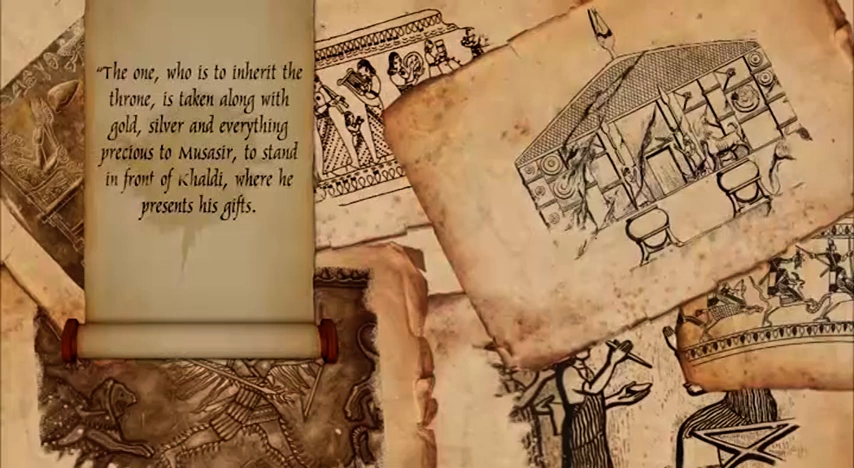 "The one, who is to inherit the
throne, is taken along with
gold, silver and everything
precious to Musasir, to stand
in front of Khaldi, where he
presents his gifts.